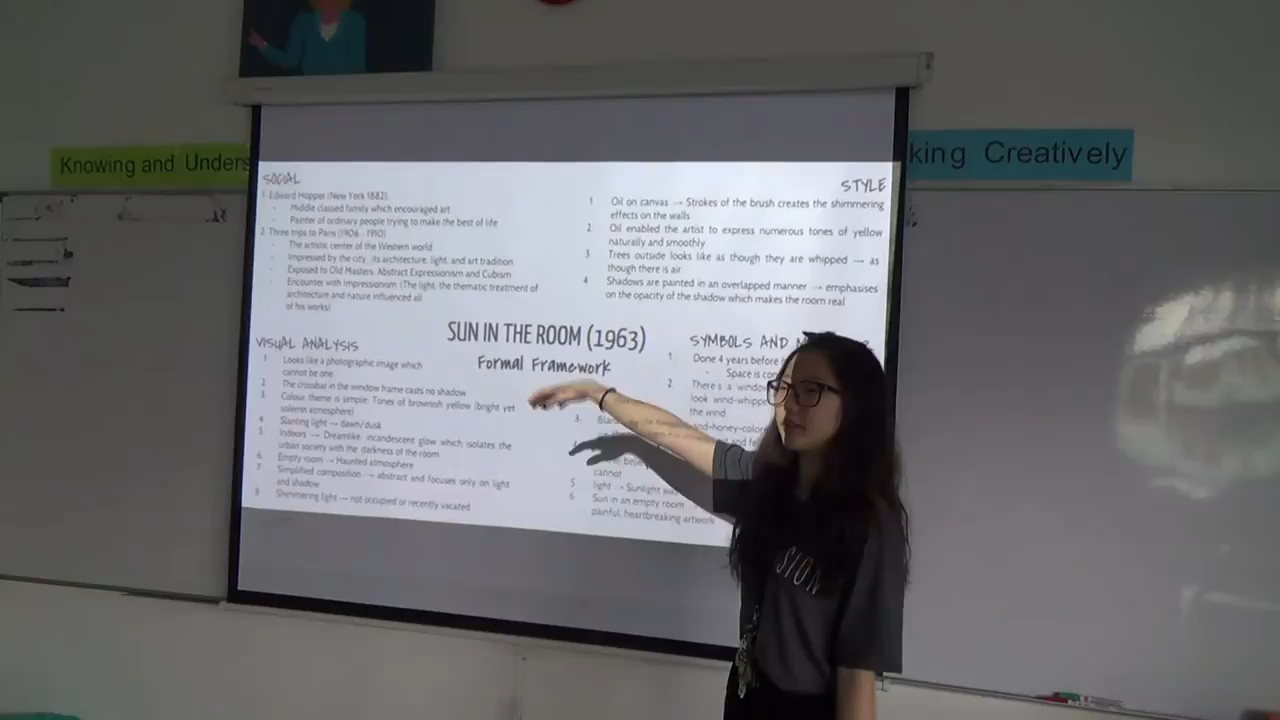 Knowing and Unders
king Creatively
SOCIAL
1. Edward Hopper (New York 1882)
- Middle classed family which encouraged art
- Painter of ordinary people trying to make the best of life
2. Three trips to Paris (1906 - 1910)
- The artistic center of the Western world
- Impressed by the city, its architecture, light, and art tradition
- Exposed to Old Masters, Abstract Expressionism and Cubism
- Encounter with Impressionism (The light, the thematic treatment of
architecture and nature influenced all
of his works)
STYLE
1. Oil on canvas → Strokes of the brush creates the shimmering
effects on the walls
2. Oil enabled the artist to express numerous tones of yellow
naturally and smoothly
3 Trees outside looks like as though they are whipped → as
though there is air
4 Shadows are painted in an overlapped manner → emphasises
on the opacity of the shadow which makes the room real
SUN IN THE ROOM (1963)
Formal Framework
VISUAL ANALYSIS
1 Looks like a photographic image which
cannot be one
2 The crossbar in the window frame casts no shadow
3 Colour theme is simple: Tones of brownish yellow (bright yet
solemn atmosphere)
4 Slanting light → dawn/dusk
5 Indoors → Dreamlike incandescent glow which isolates the
urban society with the darkness of the room
6 Empty room → Haunted atmosphere
7 Simplified composition → abstract and focuses only on light
and shadow
8 Shimmering light → not occupied or recently vacated
SYMBOLS AND
1. Done 4 years before
- Space is
2. There's a window
look wind-whipped
the wind
3.
and-honey-colored
and
cannot
5 light → Sunlight
6 Sun in an empty room
painful, heartbreaking artwork
SION